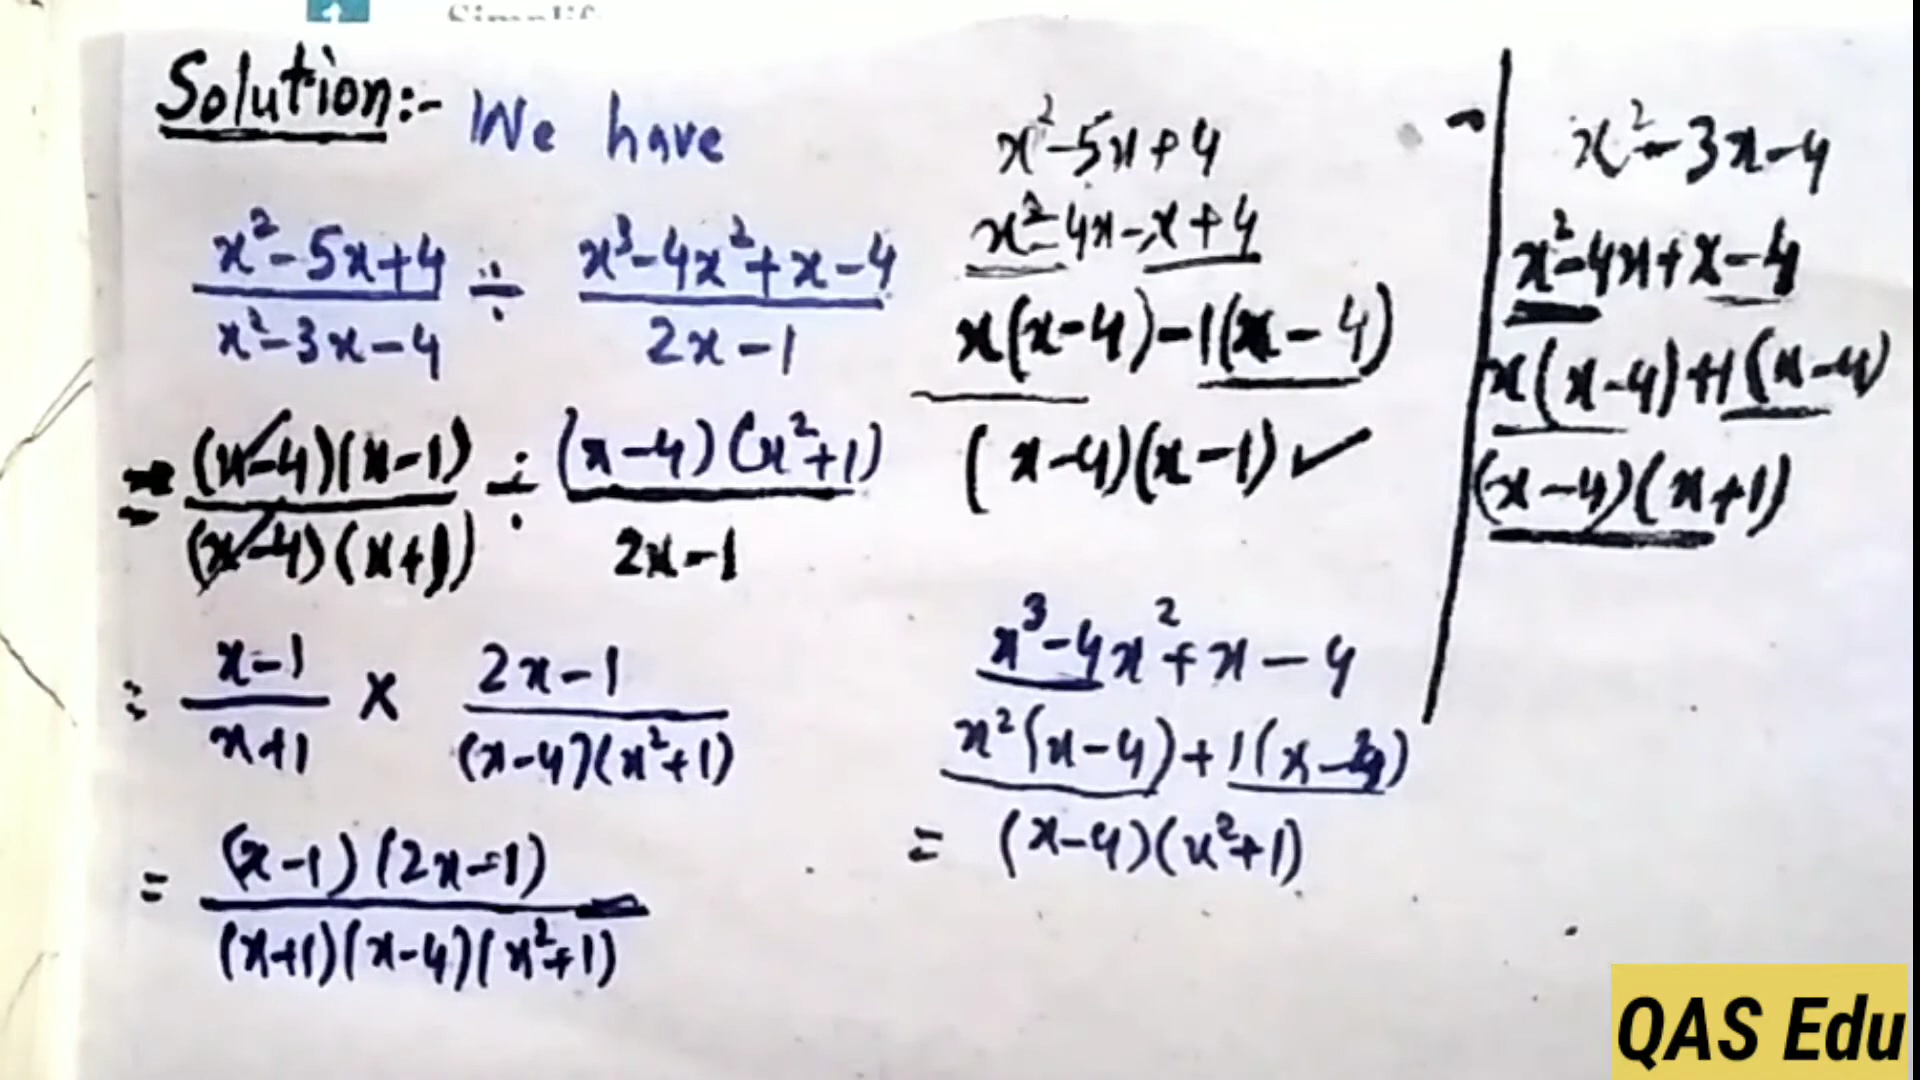 Solution:- We have
x²-5x+4 / x²-3x-4 ÷ x³-4x²+x-4 / 2x-1
= (x-4)(x-1) / (x-4)(x+1) ÷ (x-4)(x²+1) / 2x-1
= x-1 / x+1 × 2x-1 / (x-4)(x²+1)
= (x-1)(2x-1) / (x+1)(x-4)(x²+1)
x²-5x+4
x²-4x-x+4
x(x-4)-1(x-4)
(x-4)(x-1)✓
x³-4x²+x-4
x²(x-4)+1(x-4)
= (x-4)(x²+1)
x²-3x-4
x²-4x+x-4
x(x-4)+1(x-4)
(x-4)(x+1)
QAS Edu